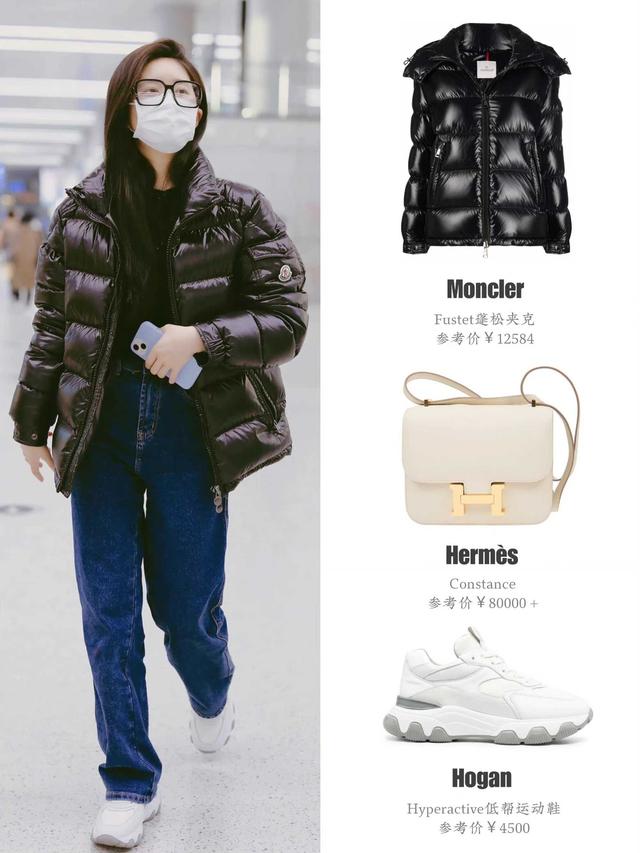 Moncler
Fustet蓬松夹克
参考价￥12584
Hermès
Constance
参考价￥80000 +
Hogan
Hyperactive低帮运动鞋
参考价￥4500